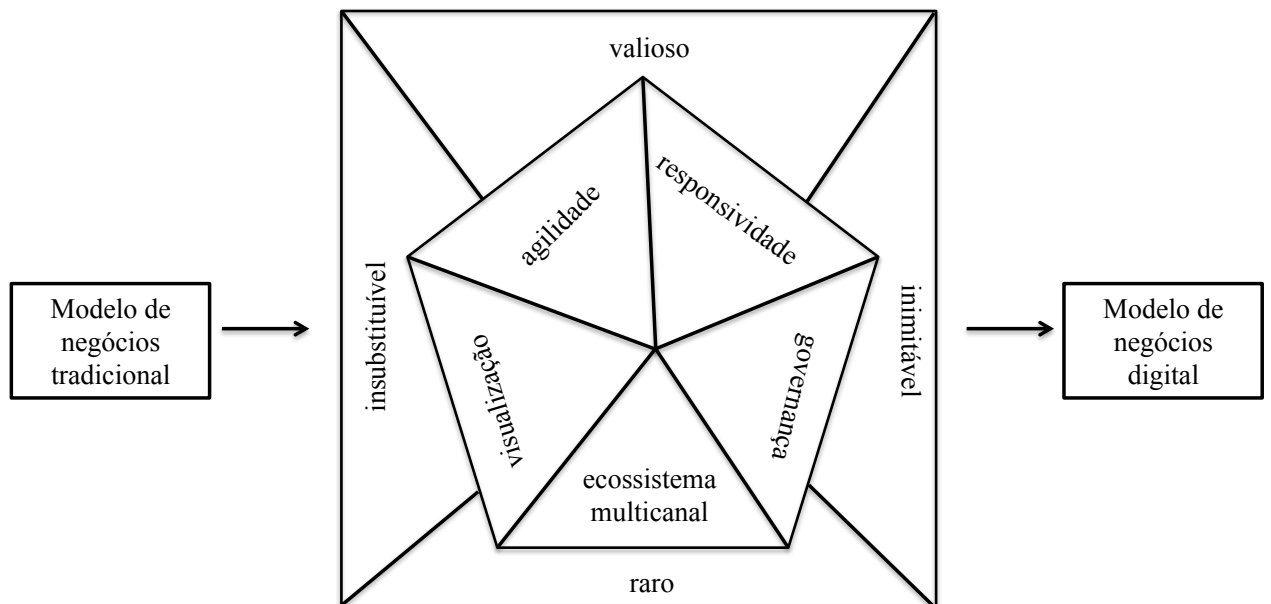 valioso
agilidade
responsividade
Modelo de
negócios
tradicional
insubstituível
visualização
ecossistema
multicanal
governança
inimitável
Modelo de
negócios
digital
raro